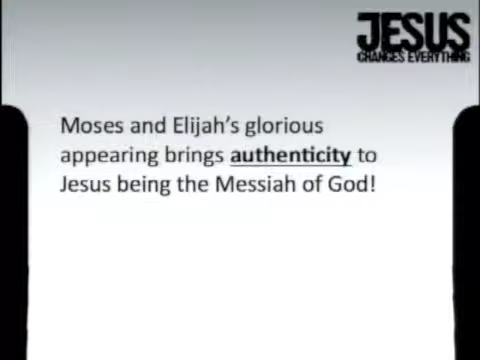 JESUS
CHANGES EVERYTHING
Moses and Elijah's glorious
appearing brings authenticity to
Jesus being the Messiah of God!